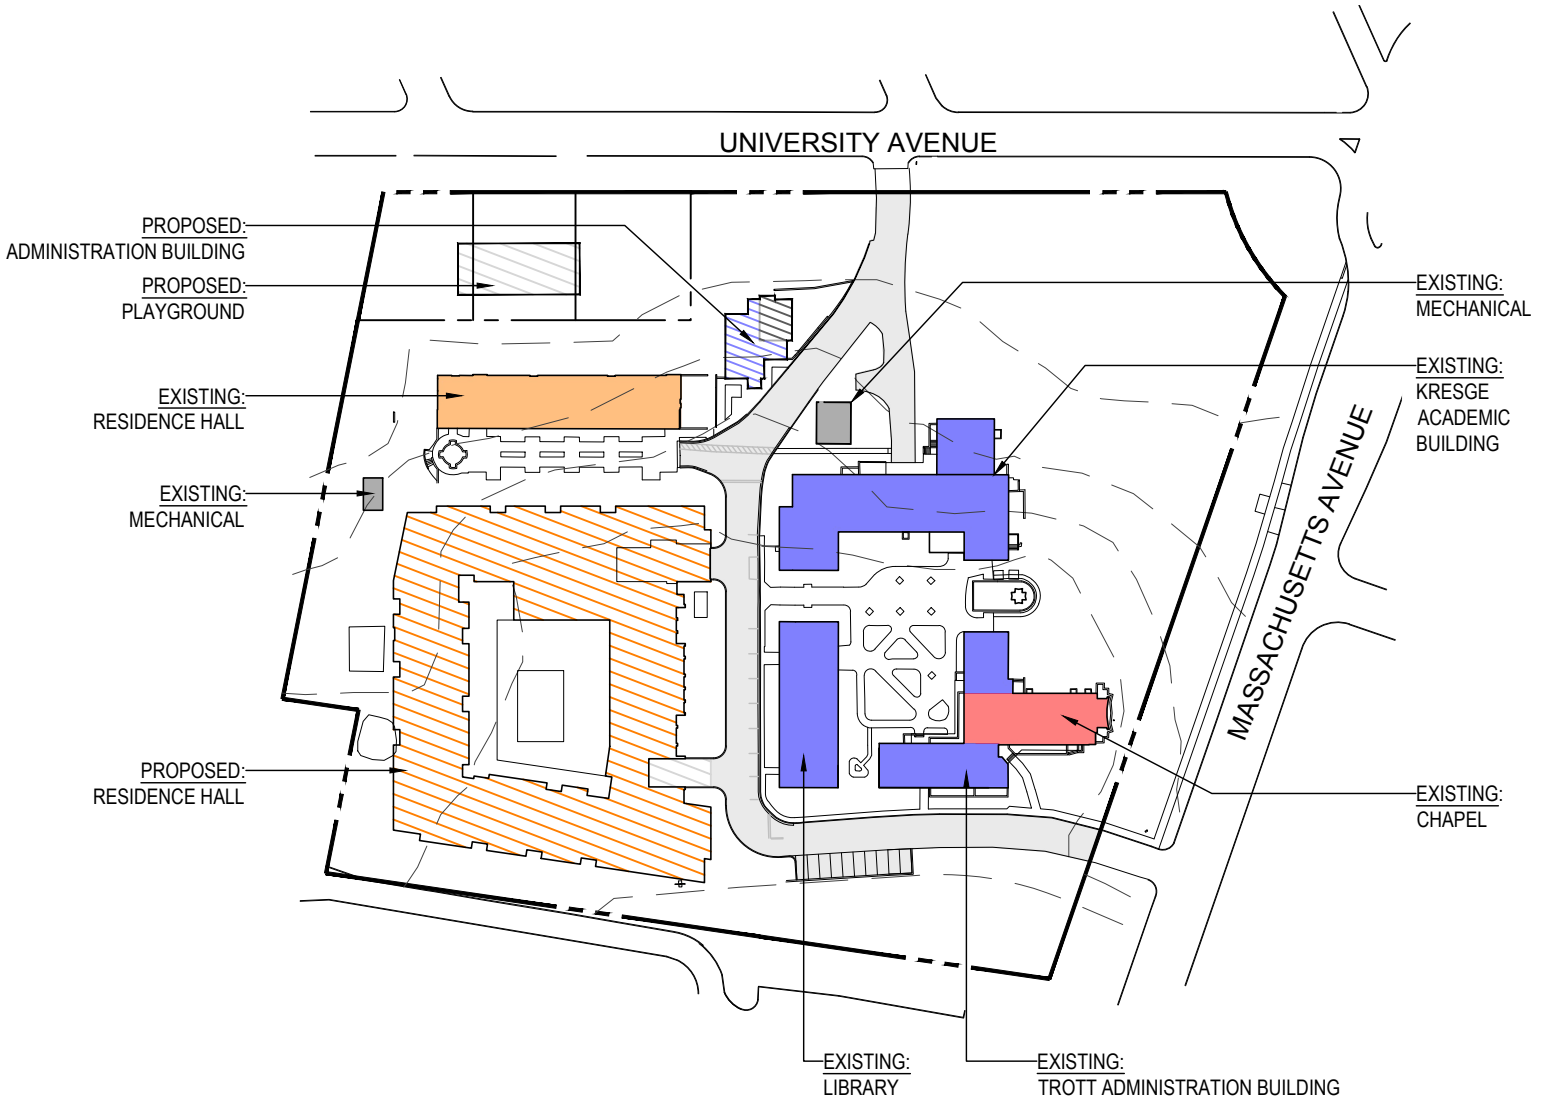 UNIVERSITY AVENUE
PROPOSED:
ADMINISTRATION BUILDING
PROPOSED:
PLAYGROUND
EXISTING:
RESIDENCE HALL
EXISTING:
MECHANICAL
PROPOSED:
RESIDENCE HALL
EXISTING:
MECHANICAL
EXISTING:
KRESGE
ACADEMIC
BUILDING
MASSACHUSETTS AVENUE
EXISTING:
CHAPEL
EXISTING:
LIBRARY
EXISTING:
TROTT ADMINISTRATION BUILDING